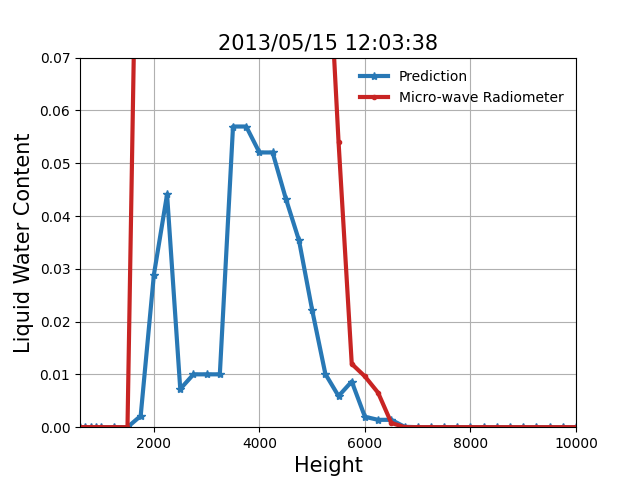 2013/05/15 12:03:38
0.07
0.06
0.05
0.04
0.03
0.02
0.01
0.00
Liquid Water Content
Prediction
Micro-wave Radiometer
2000 4000 6000 8000 10000
Height